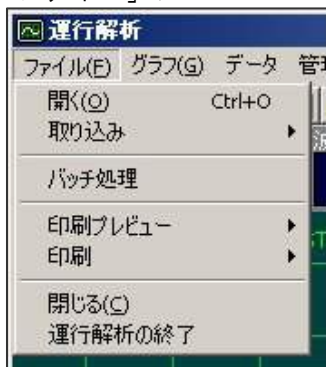 運行解析
ファイル(F) グラフ(G) データ
開く(O) Ctrl+O
取り込み
バッチ処理
印刷プレビュー
印刷
閉じる(C)
運行解析の終了